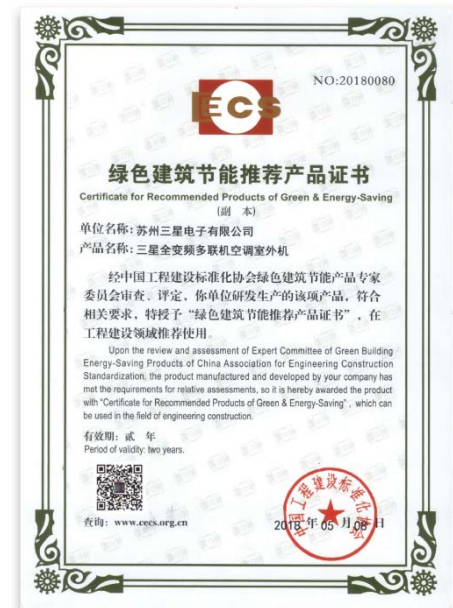 NO:20180080
ECS
绿色建筑节能推荐产品证书
Certificate for Recommended Products of Green & Energy-Saving
(副 本)
单位名称: 苏州三星电子有限公司
产品名称: 三星全变频多联机空调室外机
经中国工程建设标准化协会绿色建筑节能产品专家
委员会审查、评定, 你单位研发生产的该项产品, 符合
相关要求, 特授予“绿色建筑节能推荐产品证书”, 在
工程建设领域推荐使用。
Upon the review and assessment of Expert Committee of Green Building
Energy-Saving Products of China Association for Engineering Construction
Standardization, the product manufactured and developed by your company has
met the requirements for relative assessments, so it is hereby awarded the product
with "Certificate for Recommended Products of Green & Energy-Saving", which can
be used in the field of engineering construction.
有效期: 贰 年
Period of validity: two years.
查询: www.cecs.org.cn
中国工程建设标准化协会
2018 年 05 月 08 日